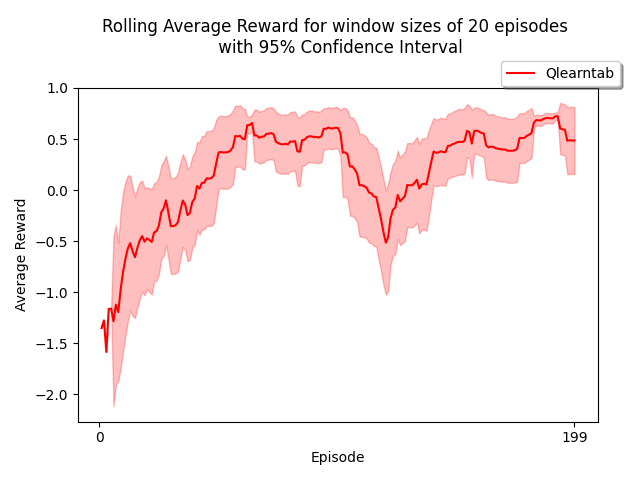 Rolling Average Reward for window sizes of 20 episodes
with 95% Confidence Interval
Qlearntab
1.0
0.5
0.0
−0.5
−1.0
−1.5
−2.0
Average Reward
0
199
Episode